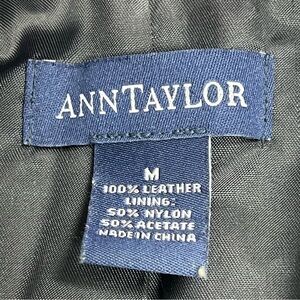 ANNTAYLOR
M
100% LEATHER
LINING:
50% NYLON
50% ACETATE
MADE IN CHINA